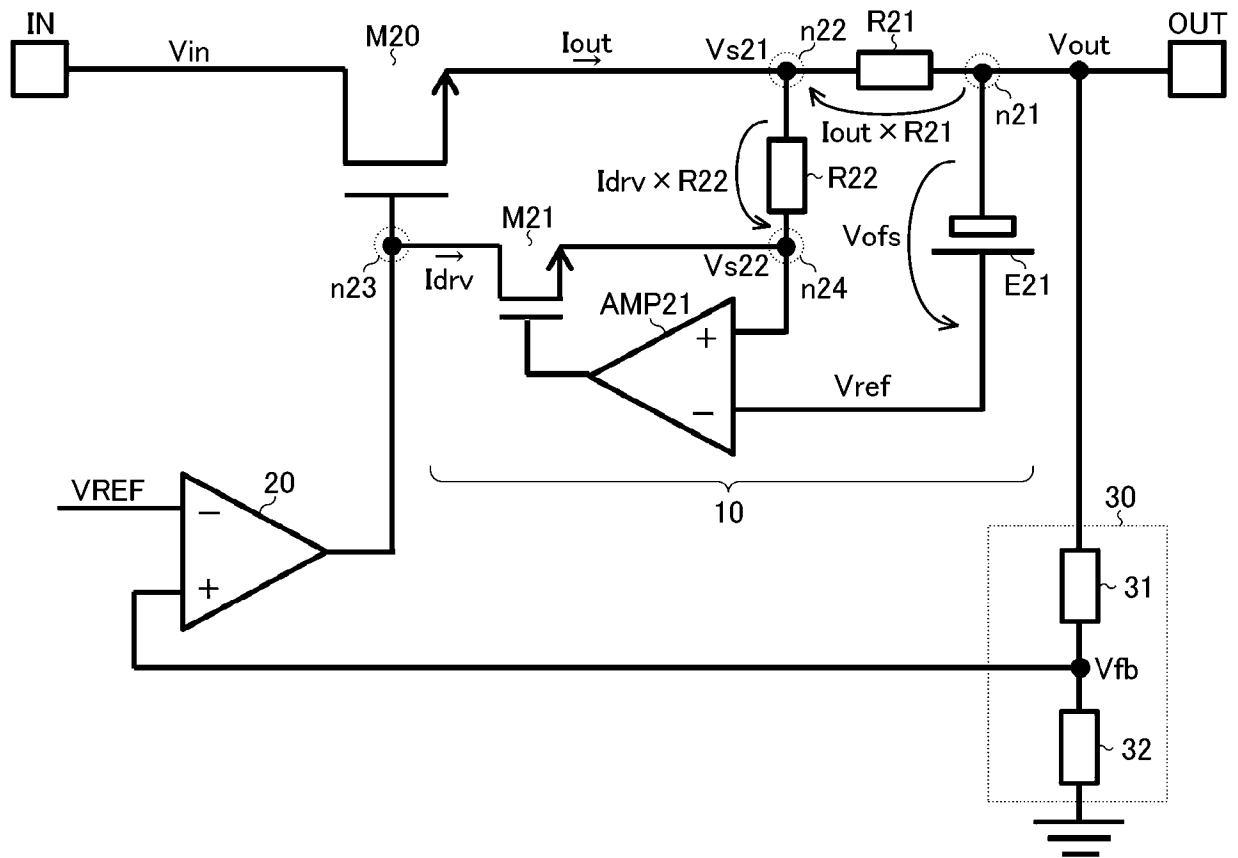 IN
Vin
M20
Iout
Vs21
n22
R21
Vout
OUT
Iout × R21
n21
Idrv × R22
R22
M21
n23
Idrv
Vs22
n24
Vofs
E21
AMP21
+
−
Vref
10
VREF
20
−
+
30
31
Vfb
32